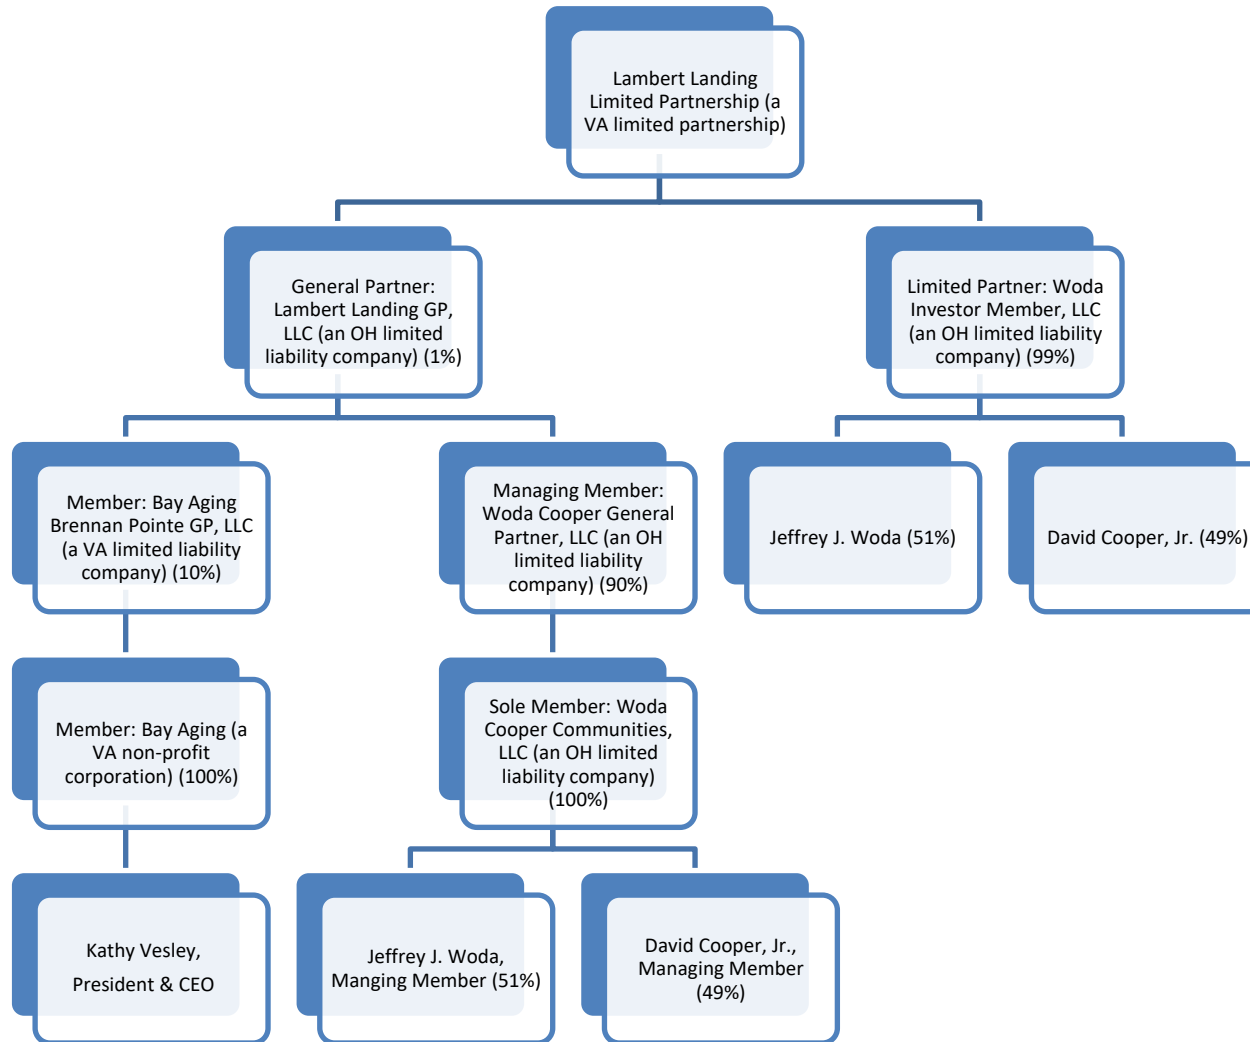 Lambert Landing
Limited Partnership (a
VA limited partnership)
General Partner:
Lambert Landing GP,
LLC (an OH limited
liability company) (1%)
Limited Partner: Woda
Investor Member, LLC
(an OH limited liability
company) (99%)
Member: Bay Aging
Brennan Pointe GP, LLC
(a VA limited liability
company) (10%)
Managing Member:
Woda Cooper General
Partner, LLC (an OH
limited liability
company) (90%)
Jeffrey J. Woda (51%)
David Cooper, Jr. (49%)
Member: Bay Aging (a
VA non-profit
corporation) (100%)
Sole Member: Woda
Cooper Communities,
LLC (an OH limited
liability company)
(100%)
Kathy Vesley,
President & CEO
Jeffrey J. Woda,
Manging Member (51%)
David Cooper, Jr.,
Managing Member
(49%)